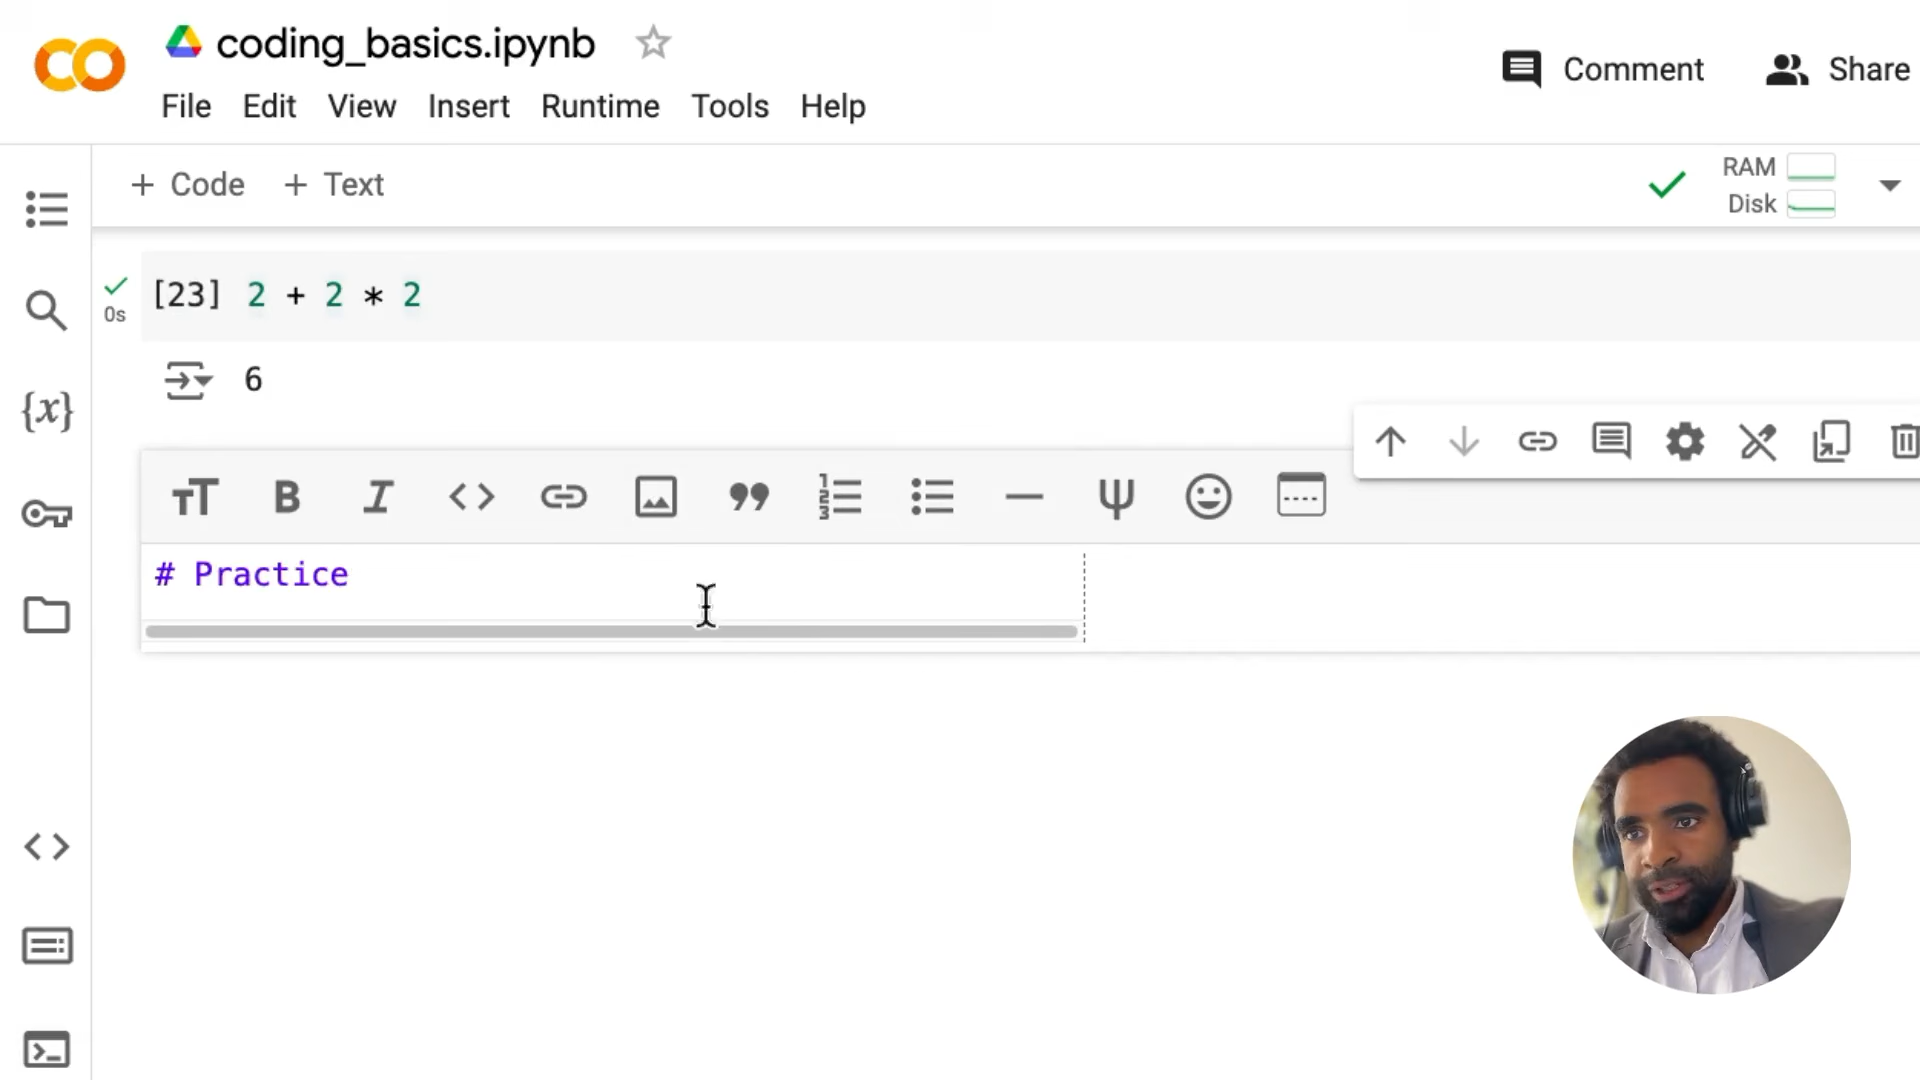 coding_basics.ipynb
File Edit View Insert Runtime Tools Help
Comment
Share
+ Code + Text
RAM
Disk
[23] 2 + 2 * 2
0s
6
# Practice